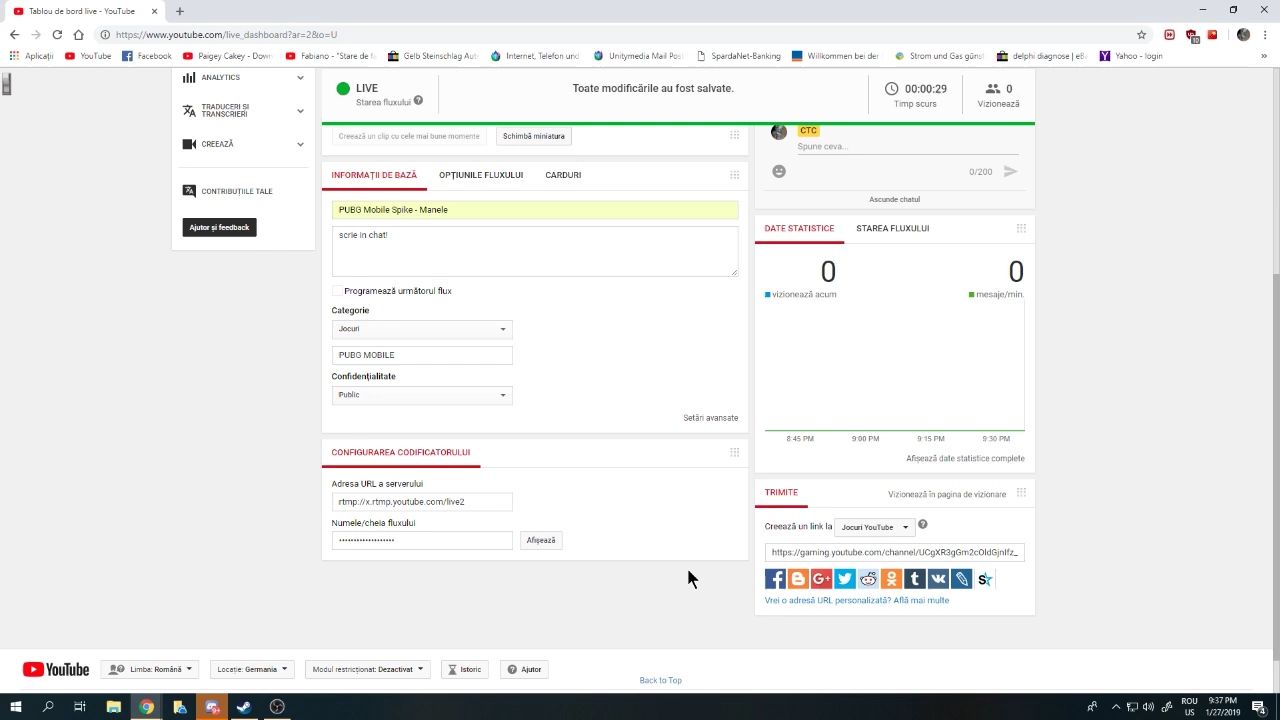 Tablou de bord live - YouTube
https://www.youtube.com/live_dashboard?ar=2&o=U
Aplicații
YouTube
Facebook
Paigey Cakey - Down
Fabiano - "Stare de f
Gelb Steinschlag Aut
Internet, Telefon und
Unitymedia Mail Post
SpardaNet-Banking
Willkommen bei der
Strom und Gas günst
delphi diagnose | eBa
Yahoo - login
»
ANALYTICS
TRADUCERI ȘI
TRANSCRIERI
CREEAZĂ
CONTRIBUȚIILE TALE
Ajutor și feedback
LIVE
Starea fluxului
Toate modificările au fost salvate.
00:00:29
Timp scurs
0
Vizionează
Creează un clip cu cele mai bune momente
Schimbă miniatura
INFORMAȚII DE BAZĂ
OPȚIUNILE FLUXULUI
CARDURI
PUBG Mobile Spike - Manele
scrie in chat!
Programează următorul flux
Categorie
Jocuri
PUBG MOBILE
Confidențialitate
Public
Setări avansate
CONFIGURAREA CODIFICATORULUI
Adresa URL a serverului
rtmp://x.rtmp.youtube.com/live2
Numele/cheia fluxului
••••••••••••••••••••
Afișează
CTC
Spune ceva...
0/200
Ascunde chatul
DATE STATISTICE
STAREA FLUXULUI
0
vizionează acum
0
mesaje/min.
8:45 PM 9:00 PM 9:15 PM 9:30 PM
Afișează date statistice complete
TRIMITE
Vizionează în pagina de vizionare
Creează un link la
Jocuri YouTube
https://gaming.youtube.com/channel/UCgXR3gGm2cOldGjnIfz_
Vrei o adresă URL personalizată? Află mai multe
YouTube
Limba: Română
Locație: Germania
Modul restricționat: Dezactivat
Istoric
Ajutor
Back to Top
ROU
US
9:37 PM
1/27/2019